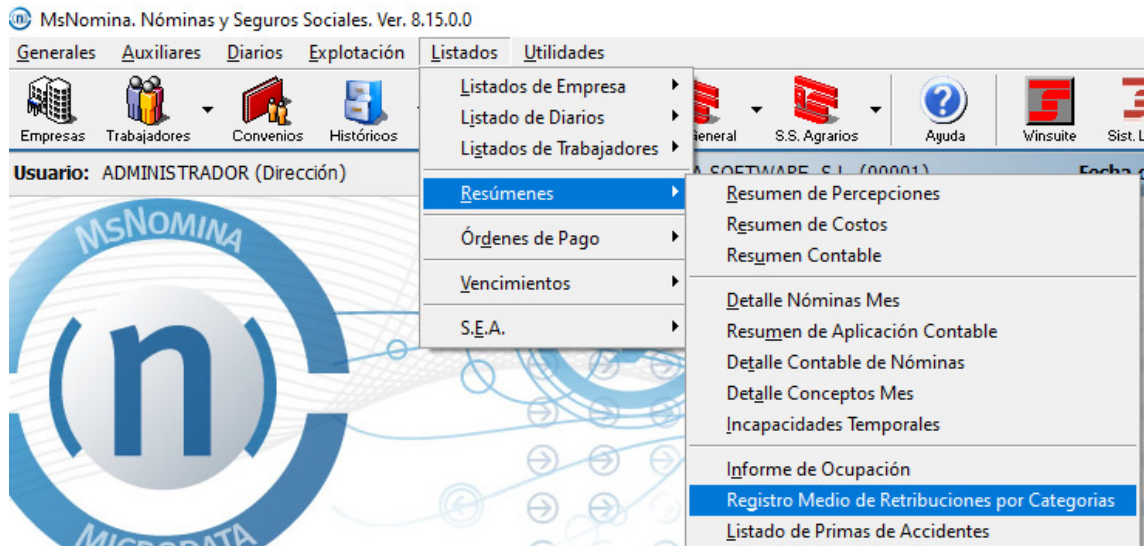 MsNomina. Nóminas y Seguros Sociales. Ver. 8.15.0.0
Generales Auxiliares Diarios Explotación Listados Utilidades
Empresas Trabajadores Convenios Históricos General S.S. Agrarios Ayuda Winsuite Sist. L
Usuario: ADMINISTRADOR (Dirección) A SOFTWARE, S.L. (00001) Fecha
Listados de Empresa
Listado de Diarios
Listados de Trabajadores
Resúmenes
Órdenes de Pago
Vencimientos
S.E.A.
Resumen de Percepciones
Resumen de Costos
Resumen Contable
Detalle Nóminas Mes
Resumen de Aplicación Contable
Detalle Contable de Nóminas
Detalle Conceptos Mes
Incapacidades Temporales
Informe de Ocupación
Registro Medio de Retribuciones por Categorias
Listado de Primas de Accidentes
MSNOMINA
(n)
MICRODATA